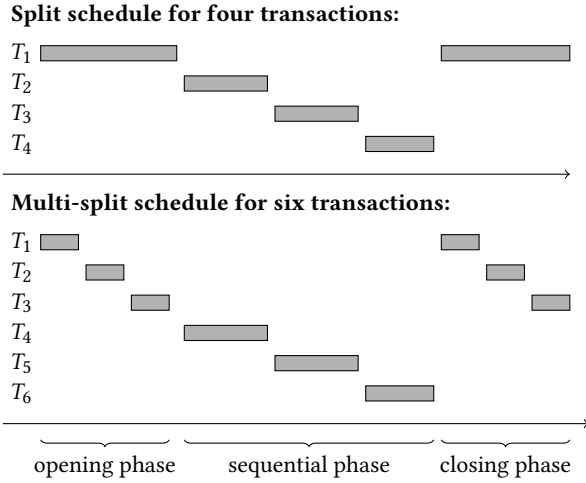 Split schedule for four transactions:
T1
T2
T3
T4
Multi-split schedule for six transactions:
T1
T2
T3
T4
T5
T6
opening phase sequential phase closing phase